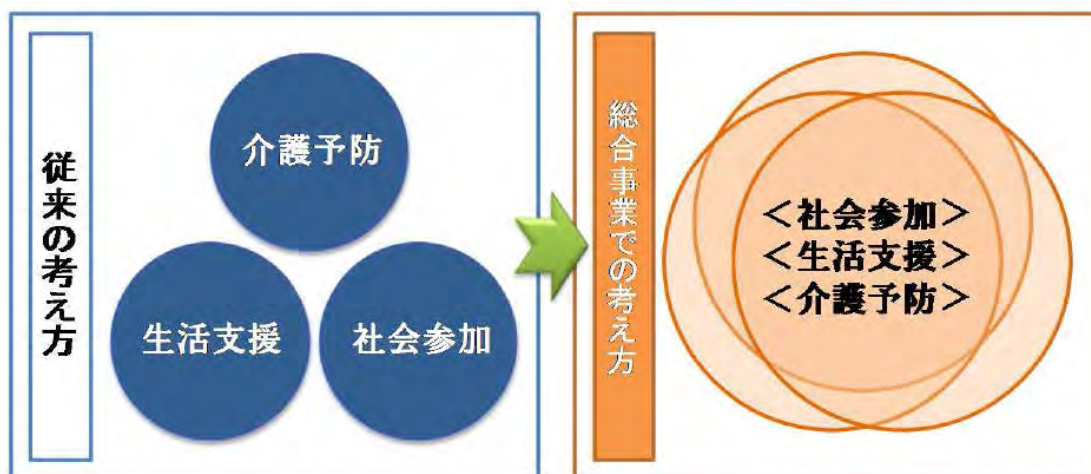 従来の考え方
介護予防
生活支援
社会参加
総合事業での考え方
＜社会参加＞
＜生活支援＞
＜介護予防＞